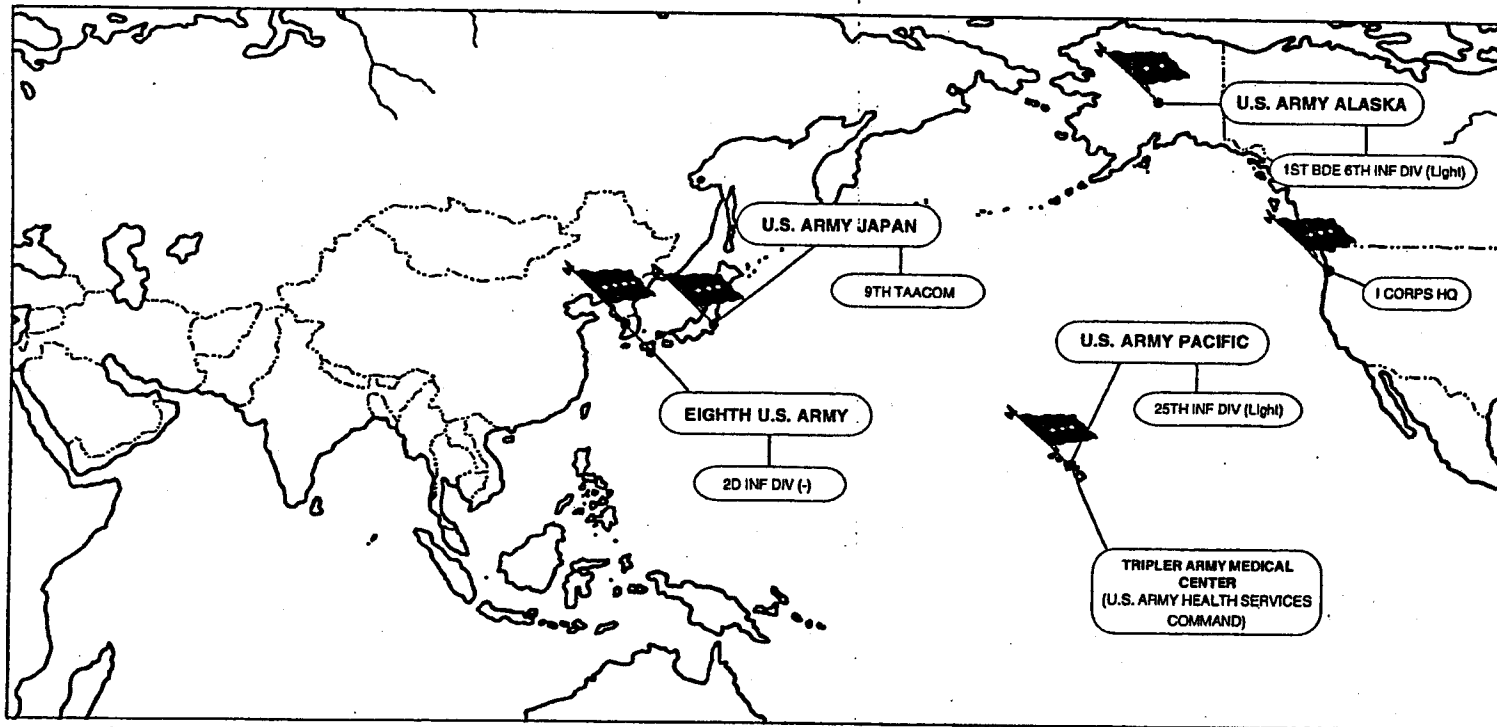 U.S. ARMY ALASKA
1ST BDE 6TH INF DIV (Light)
U.S. ARMY JAPAN
9TH TAACOM
I CORPS HQ
U.S. ARMY PACIFIC
25TH INF DIV (Light)
EIGHTH U.S. ARMY
2D INF DIV (-)
TRIPLER ARMY MEDICAL
CENTER
(U.S. ARMY HEALTH SERVICES
COMMAND)